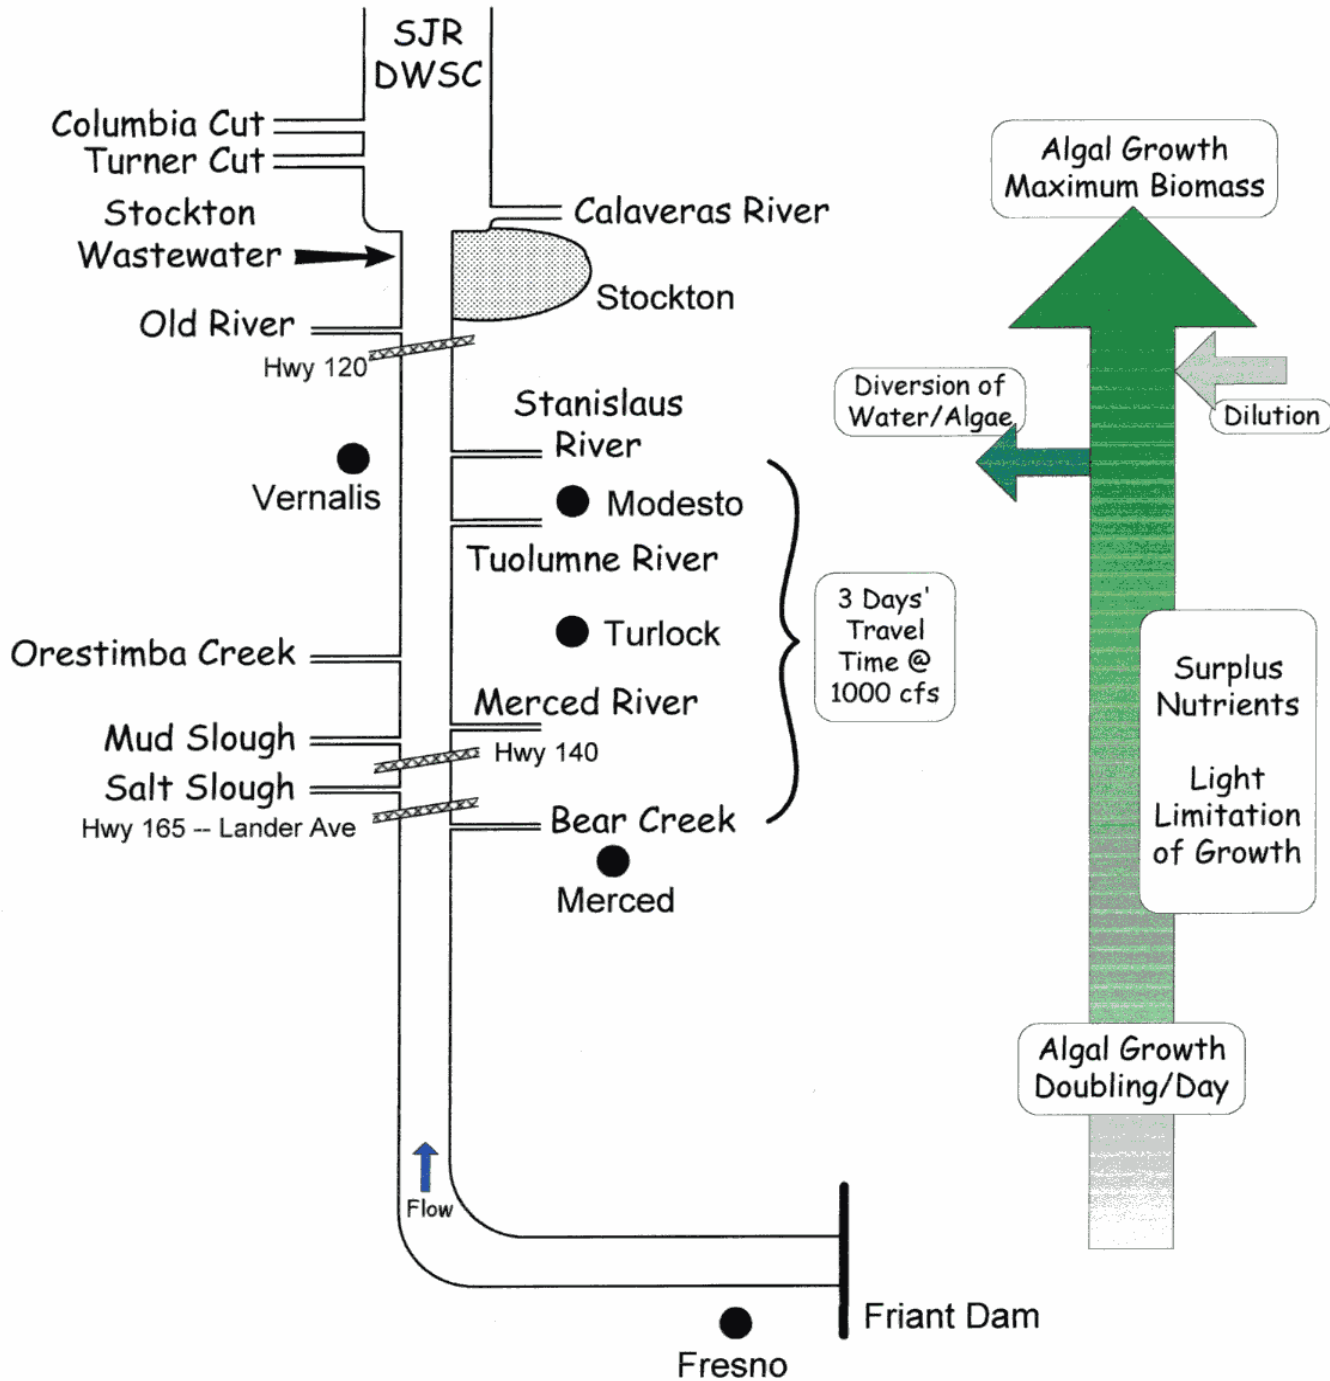 SJR
DWSC
Columbia Cut
Turner Cut
Stockton
Wastewater
Calaveras River
Stockton
Old River
Hwy 120
Stanislaus
River
Vernalis
Modesto
Tuolumne River
Turlock
Orestimba Creek
Merced River
Mud Slough
Hwy 140
Salt Slough
Hwy 165 -- Lander Ave
Bear Creek
Merced
3 Days'
Travel
Time @
1000 cfs
Flow
Friant Dam
Fresno
Algal Growth
Maximum Biomass
Diversion of
Water/Algae
Dilution
Surplus
Nutrients
Light
Limitation
of Growth
Algal Growth
Doubling/Day